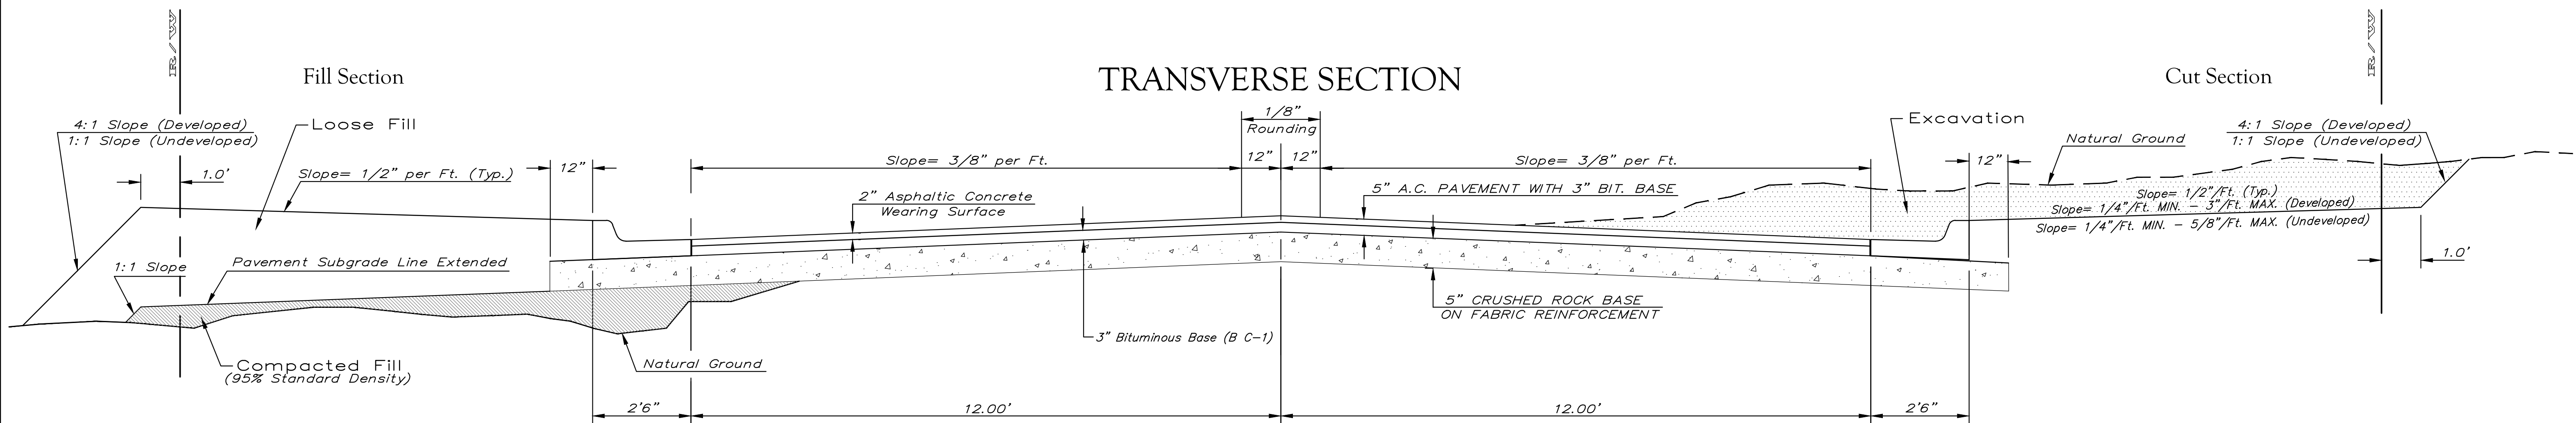 R/W
R/W
Fill Section
TRANSVERSE SECTION
Cut Section
4:1 Slope (Developed)
1:1 Slope (Undeveloped)
Loose Fill
1/8"
Rounding
Excavation
Natural Ground
4:1 Slope (Developed)
1:1 Slope (Undeveloped)
1.0'
Slope= 1/2" per Ft. (Typ.)
12"
Slope= 3/8" per Ft.
12"
12"
Slope= 3/8" per Ft.
12"
2" Asphaltic Concrete
Wearing Surface
5" A.C. PAVEMENT WITH 3" BIT. BASE
Slope= 1/2"/Ft. (Typ.)
Slope= 1/4"/Ft. MIN. - 3"/Ft. MAX. (Developed)
Slope= 1/4"/Ft. MIN. - 5/8"/Ft. MAX. (Undeveloped)
1:1 Slope
Pavement Subgrade Line Extended
1.0'
5" CRUSHED ROCK BASE
ON FABRIC REINFORCEMENT
3" Bituminous Base (B C-1)
Compacted Fill
(95% Standard Density)
Natural Ground
2'6"
12.00'
12.00'
2'6"